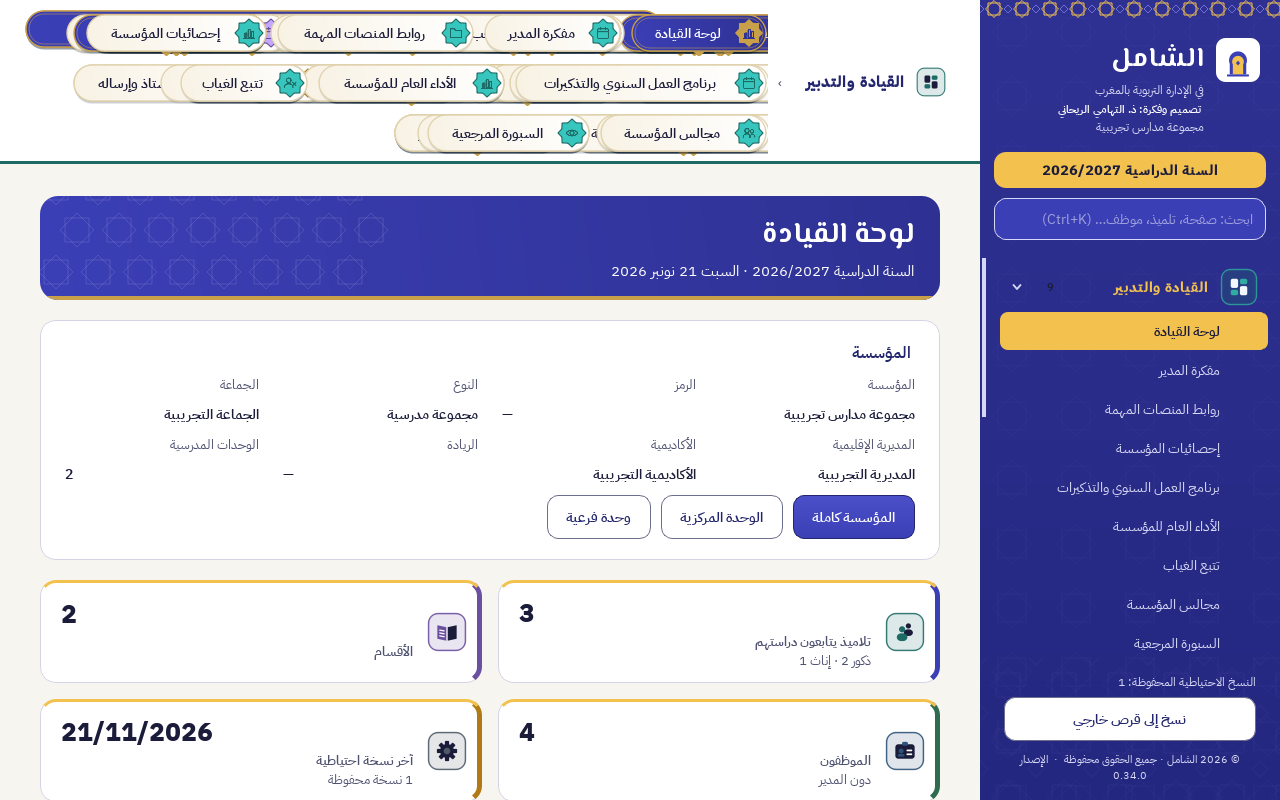 الشامل
في الإدارة التربوية بالمغرب
تصميم وفكرة: ذ. التهامي الريحاني
مجموعة مدارس تجريبية
السنة الدراسية 2026/2027
ابحث: صفحة، تلميذ، موظف... (Ctrl+K)
القيادة والتدبير 9
لوحة القيادة
مفكرة المدير
روابط المنصات المهمة
إحصائيات المؤسسة
برنامج العمل السنوي والتذكيرات
الأداء العام للمؤسسة
تتبع الغياب
مجالس المؤسسة
السبورة المرجعية
النسخ الاحتياطية المحفوظة: 1
نسخ إلى قرص خارجي
© 2026 الشامل · جميع الحقوق محفوظة · الإصدار
0.34.0
القيادة والتدبير ›
لوحة القيادة مفكرة المدير روابط المنصات المهمة إحصائيات المؤسسة
برنامج العمل السنوي والتذكيرات الأداء العام للمؤسسة تتبع الغياب وإرساله
مجالس المؤسسة السبورة المرجعية
لوحة القيادة
السنة الدراسية 2026/2027 · السبت 21 نونبر 2026
المؤسسة
المؤسسة الرمز النوع الجماعة
مجموعة مدارس تجريبية — مجموعة مدرسية الجماعة التجريبية
المديرية الإقليمية الأكاديمية الريادة الوحدات المدرسية
المديرية التجريبية الأكاديمية التجريبية — 2
المؤسسة كاملة الوحدة المركزية وحدة فرعية
3
تلاميذ يتابعون دراستهم
ذكور 2 · إناث 1
2
الأقسام
4
الموظفون
دون المدير
21/11/2026
آخر نسخة احتياطية
1 نسخة محفوظة